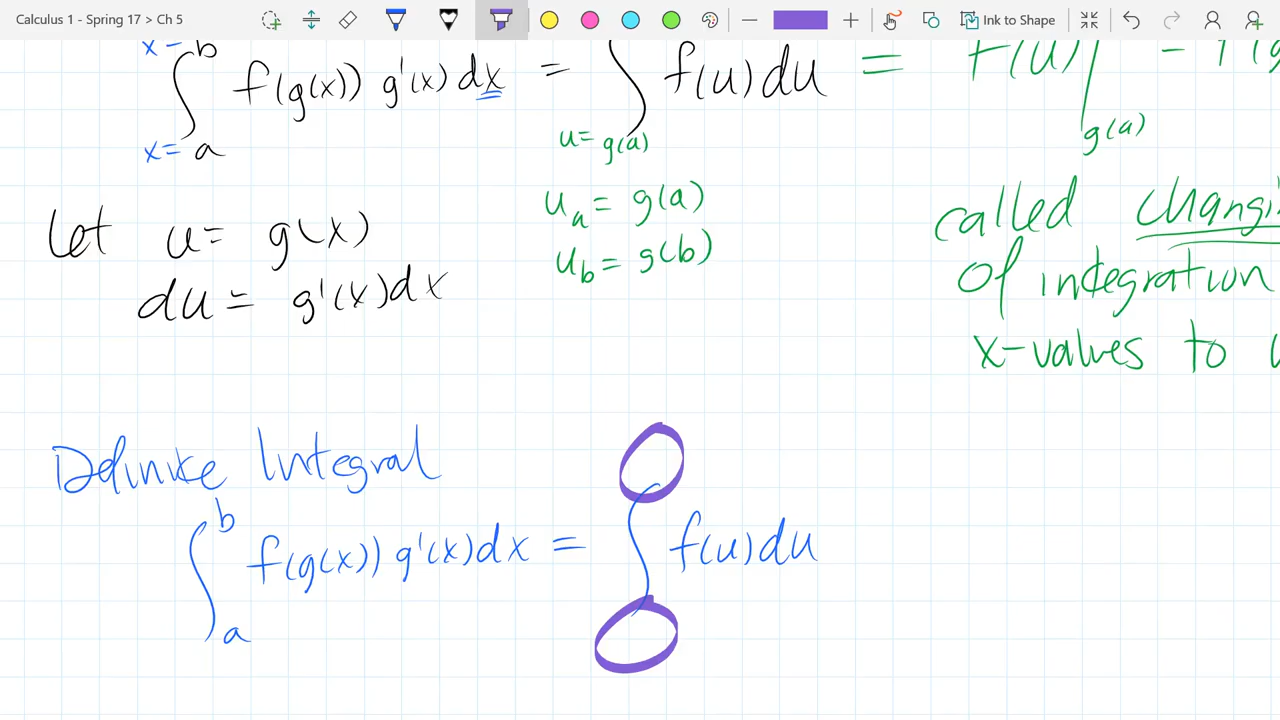 Calculus 1 - Spring 17 > Ch 5
Ink to Shape
x=
b
∫ f(g(x)) g'(x) dx = ∫ f(u) du = F(u) |
x= a
u= g(a)
g(a)
Let u = g(x)
du = g'(x) dx
u_a = g(a)
u_b = g(b)
called
of integration
x-values to
Definite Integral
∫_a^b f(g(x)) g'(x) dx = ∫ f(u) du